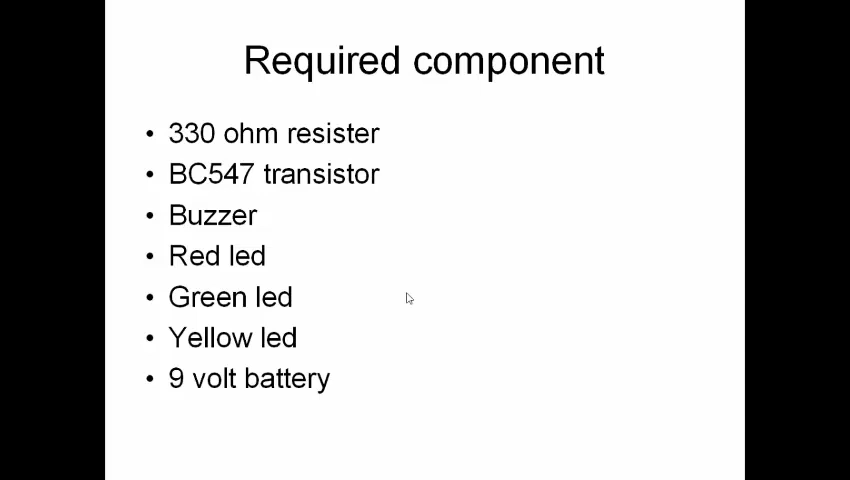 Required component
• 330 ohm resister
• BC547 transistor
• Buzzer
• Red led
• Green led
• Yellow led
• 9 volt battery